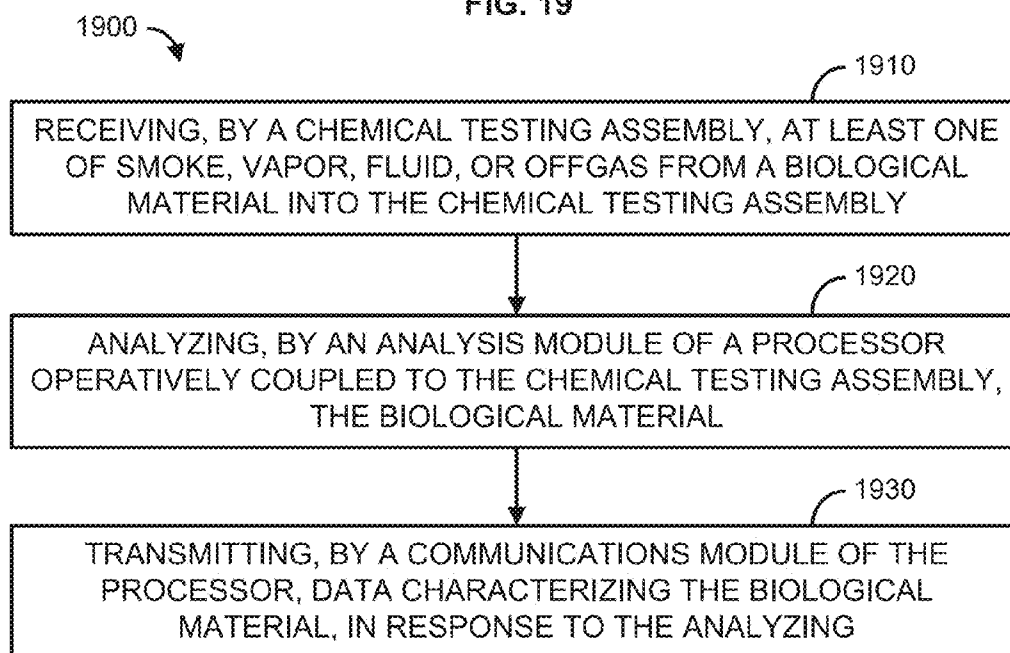 FIG. 19
1900
1910
RECEIVING, BY A CHEMICAL TESTING ASSEMBLY, AT LEAST ONE
OF SMOKE, VAPOR, FLUID, OR OFFGAS FROM A BIOLOGICAL
MATERIAL INTO THE CHEMICAL TESTING ASSEMBLY
1920
ANALYZING, BY AN ANALYSIS MODULE OF A PROCESSOR
OPERATIVELY COUPLED TO THE CHEMICAL TESTING ASSEMBLY,
THE BIOLOGICAL MATERIAL
1930
TRANSMITTING, BY A COMMUNICATIONS MODULE OF THE
PROCESSOR, DATA CHARACTERIZING THE BIOLOGICAL
MATERIAL, IN RESPONSE TO THE ANALYZING